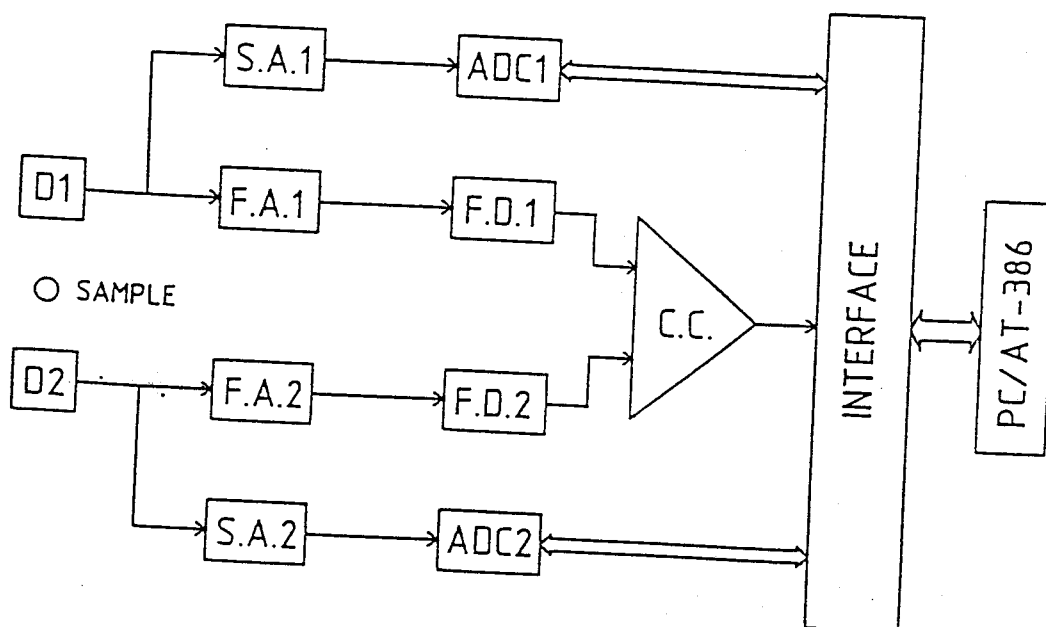 S.A.1
ADC1
D1
F.A.1
F.D.1
SAMPLE
C.C.
INTERFACE
PC/AT-386
D2
F.A.2
F.D.2
S.A.2
ADC2